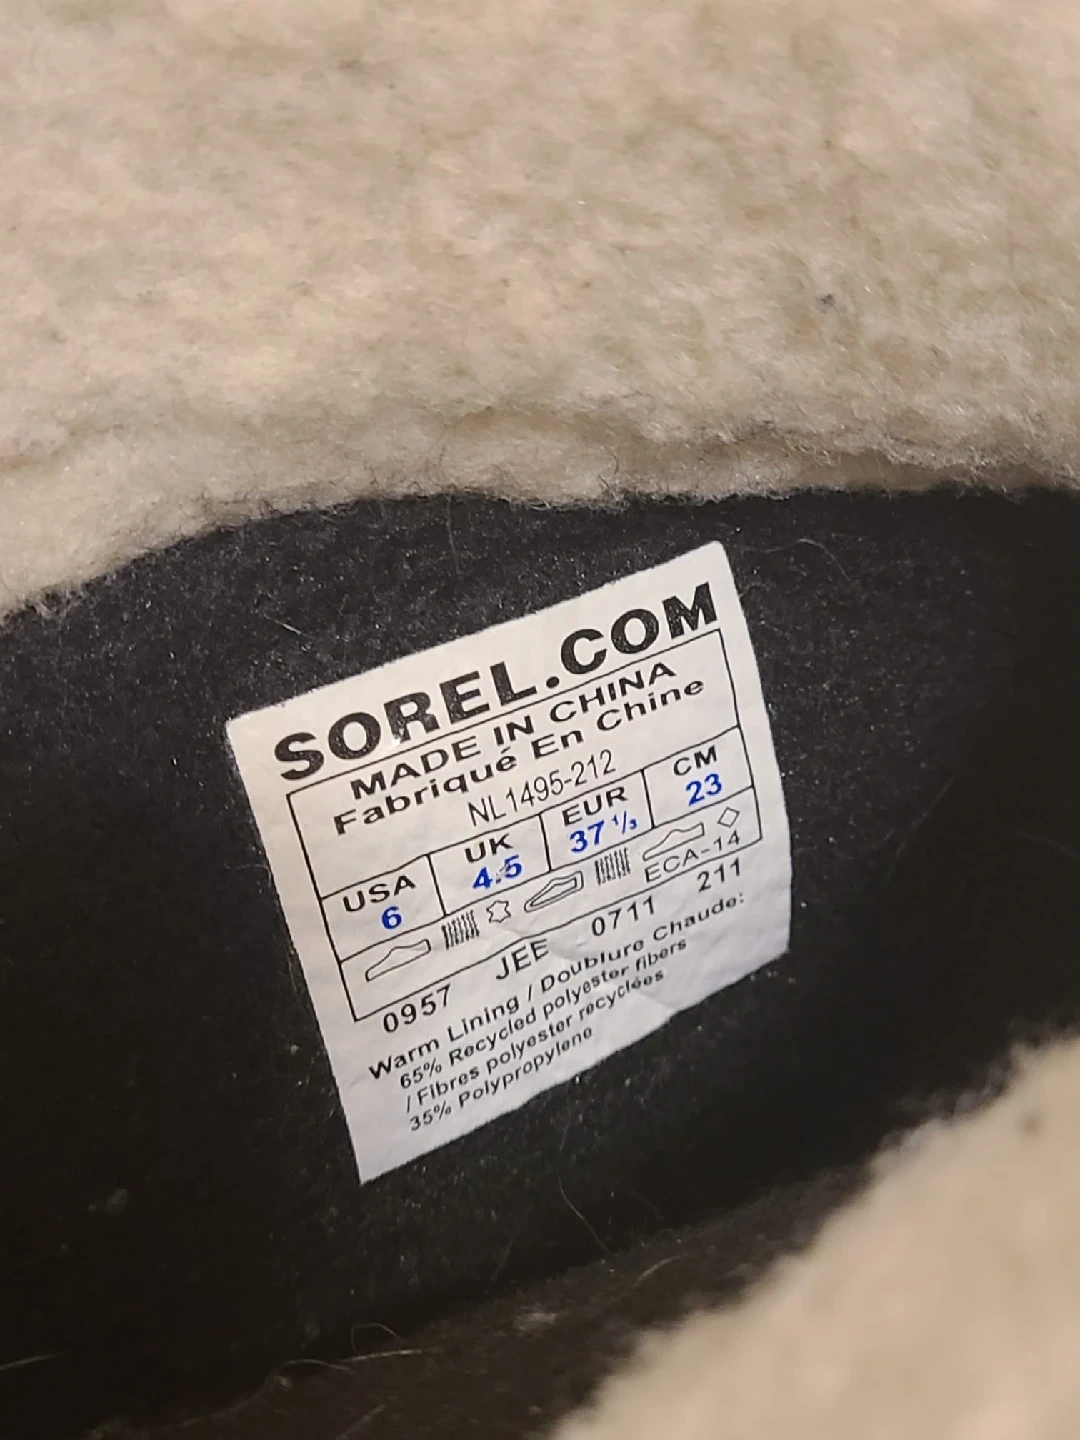 SOREL.COM
MADE IN CHINA
Fabriqué En Chine
NL1495-212
USA UK EUR CM
6 4.5 37 1/3 23
ECA-14
0957 JEE 0711 211
Warm Lining / Doublure Chaude:
65% Recycled polyester fibers
/ Fibres polyester recyclées
35% Polypropylene